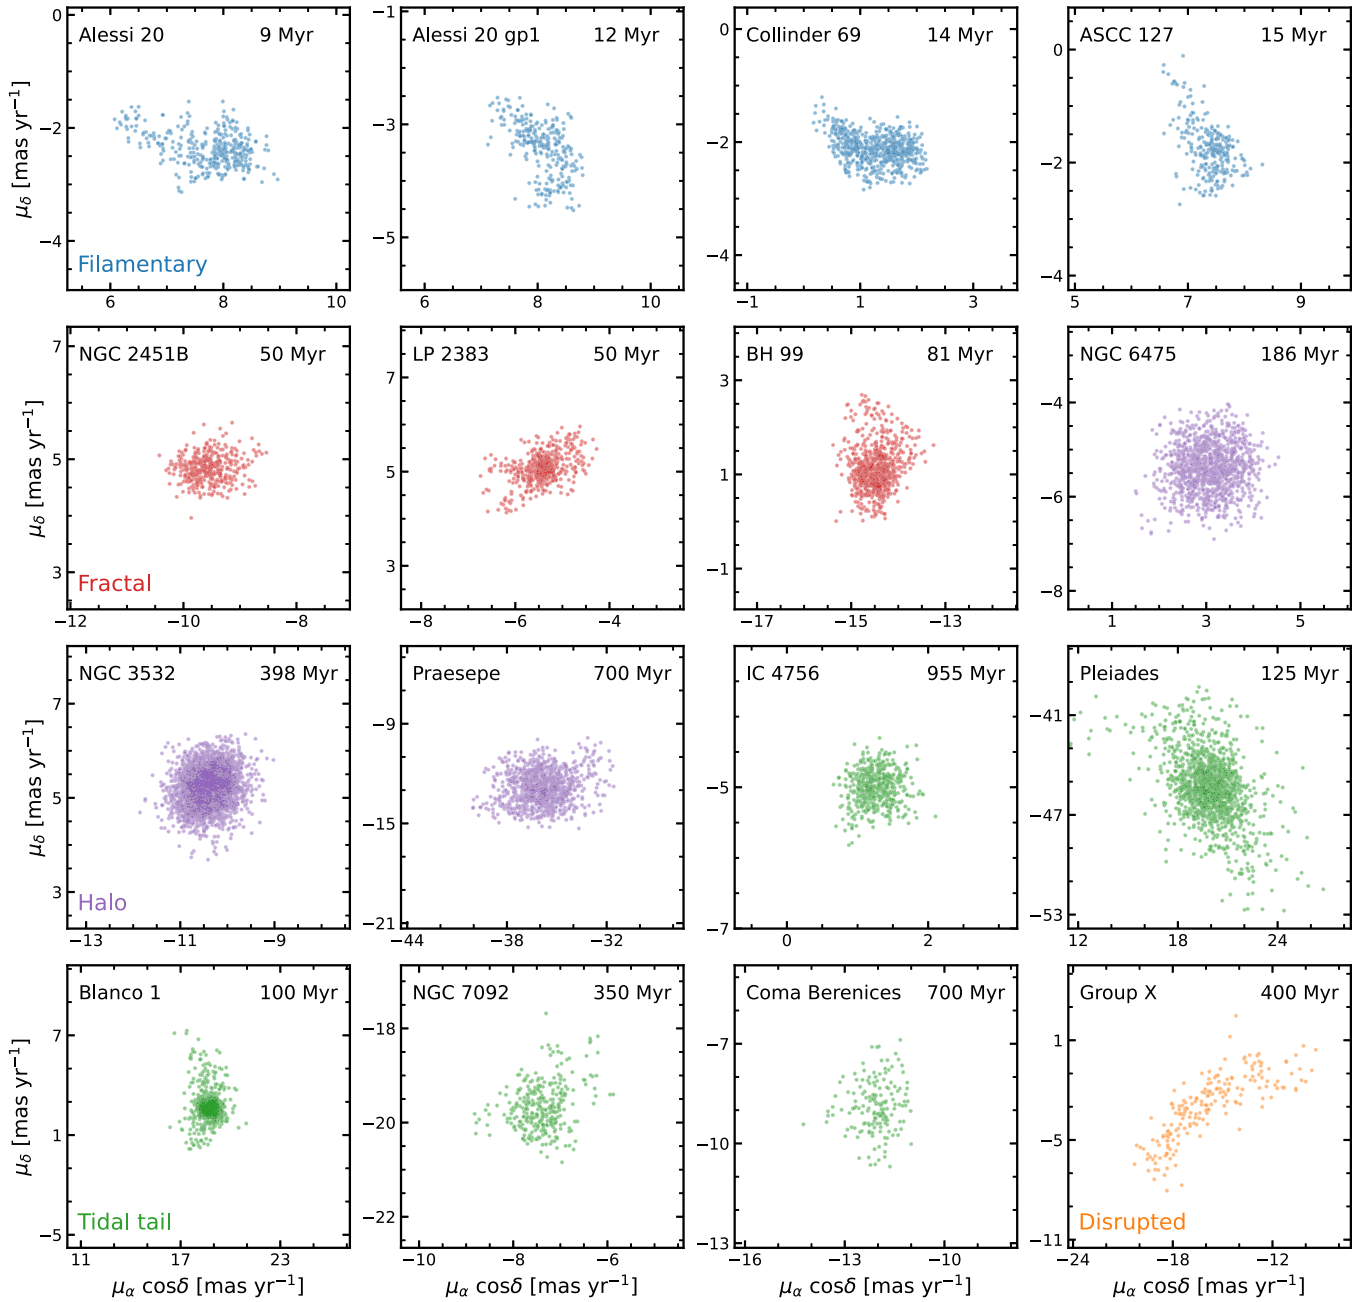 Alessi 20 9 Myr
0
−2
−4
μδ [mas yr−1]
Filamentary
6 8 10
Alessi 20 gp1 12 Myr
−1
−3
−5
6 8 10
Collinder 69 14 Myr
0
−2
−4
−1 1 3
ASCC 127 15 Myr
0
−2
−4
5 7 9
NGC 2451B 50 Myr
7
5
3
μδ [mas yr−1]
Fractal
−12 −10 −8
LP 2383 50 Myr
7
5
3
−8 −6 −4
BH 99 81 Myr
3
1
−1
−17 −15 −13
NGC 6475 186 Myr
−4
−6
−8
1 3 5
NGC 3532 398 Myr
7
5
3
μδ [mas yr−1]
Halo
−13 −11 −9
Praesepe 700 Myr
−9
−15
−21
−44 −38 −32
IC 4756 955 Myr
−3
−5
−7
0 2
Pleiades 125 Myr
−41
−47
−53
12 18 24
Blanco 1 100 Myr
7
1
−5
μδ [mas yr−1]
Tidal tail
11 17 23
μα cosδ [mas yr−1]
NGC 7092 350 Myr
−18
−20
−22
−10 −8 −6
μα cosδ [mas yr−1]
Coma Berenices 700 Myr
−7
−10
−13
−16 −14 −12 −10
μα cosδ [mas yr−1]
Group X 400 Myr
1
−5
−11
Disrupted
−24 −18 −12
μα cosδ [mas yr−1]